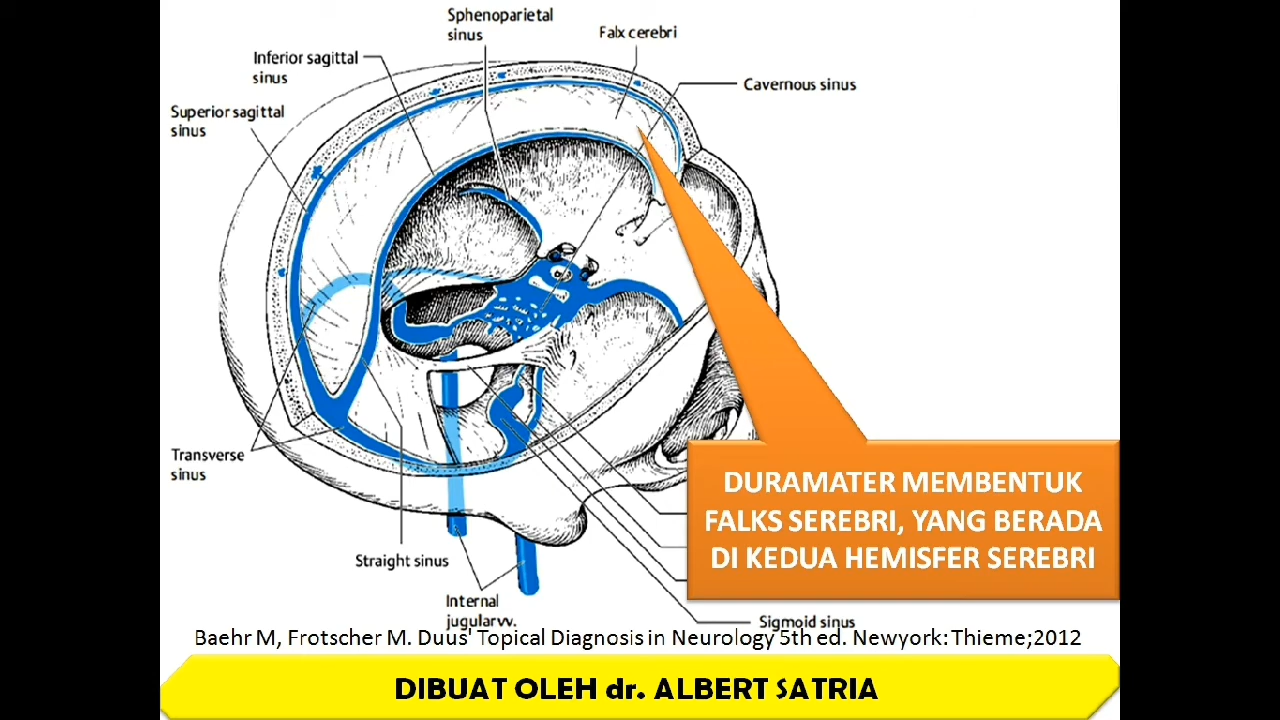 Sphenoparietal
sinus
Falx cerebri
Inferior sagittal
sinus
Cavernous sinus
Superior sagittal
sinus
Transverse
sinus
Straight sinus
Internal
jugular vv.
Sigmoid sinus
DURAMATER MEMBENTUK
FALKS SEREBRI, YANG BERADA
DI KEDUA HEMISFER SEREBRI
Baehr M, Frotscher M. Duus' Topical Diagnosis in Neurology 5th ed. Newyork: Thieme;2012
DIBUAT OLEH dr. ALBERT SATRIA